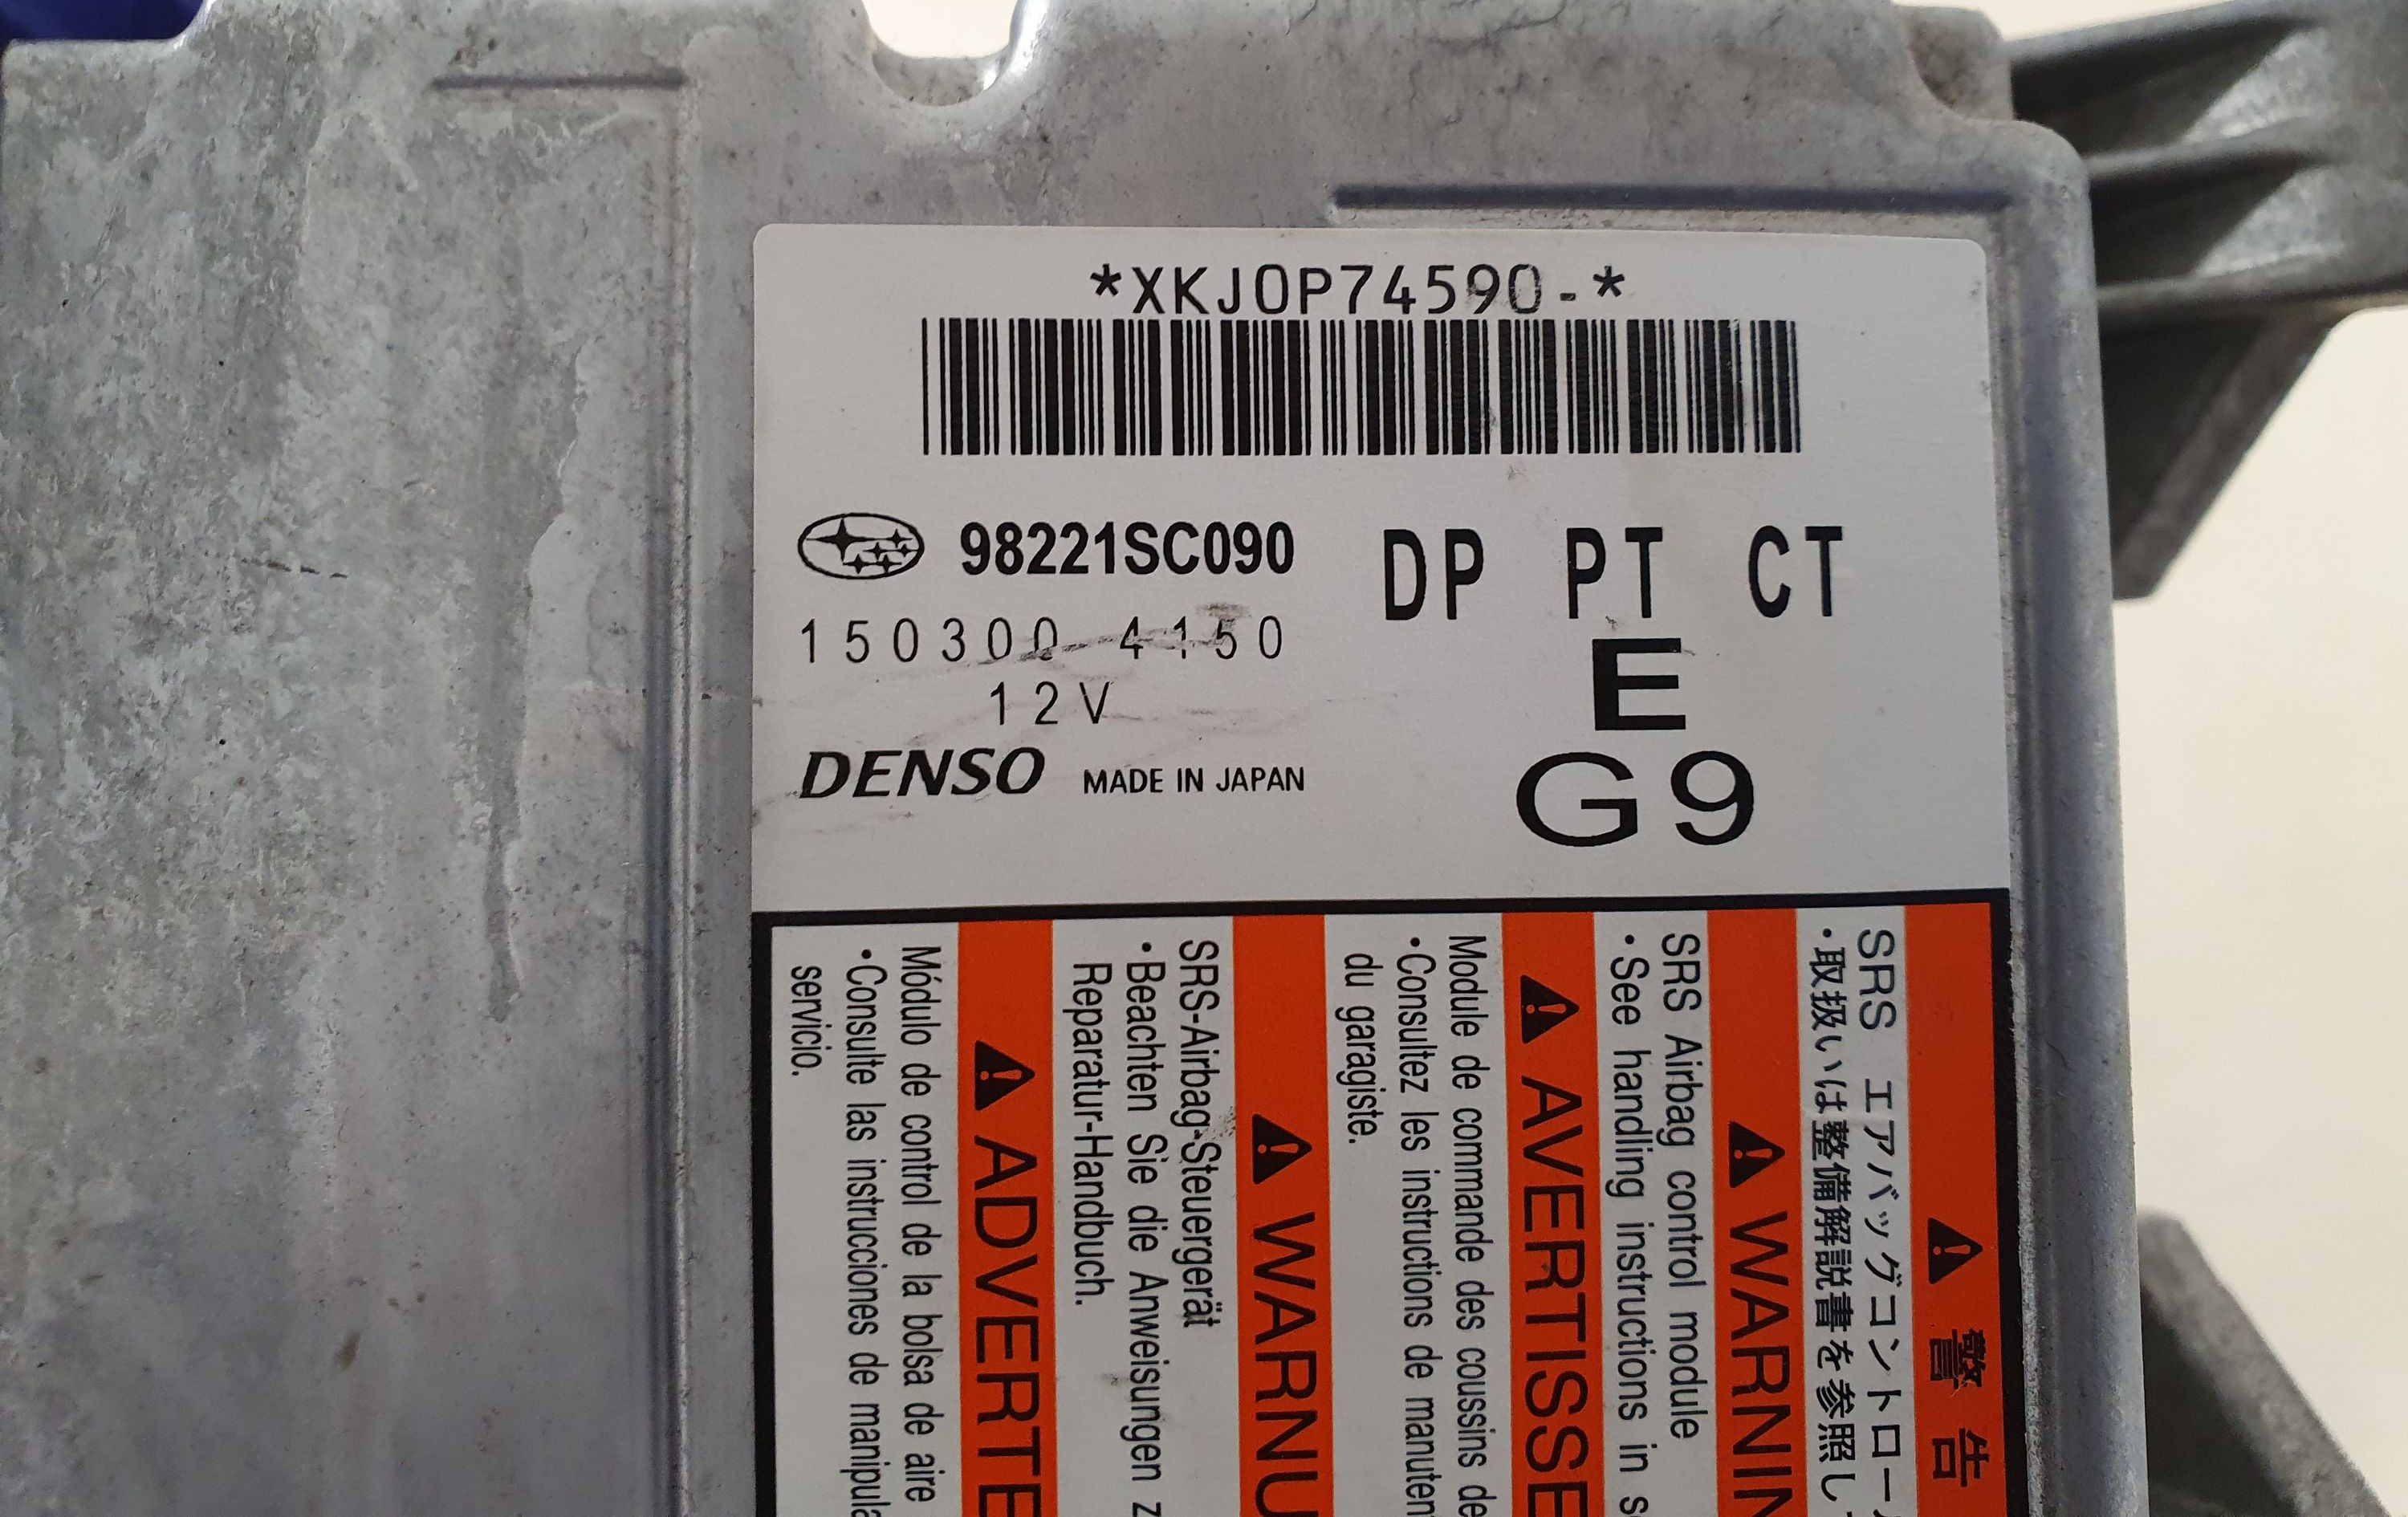 *XKJ0P74590-*
98221SC090
DP PT CT
150300-4150
E
12V
G9
DENSO MADE IN JAPAN
警告
SRS エアバッグコントロール
・取扱いは整備解説書を参照し
WARNIN
SRS Airbag control module
・See handling instructions in s
AVERTISSE
Module de commande des coussins de
・Consultez les instructions de manuten
du garagiste.
WARNU
SRS-Airbag-Steuergerät
・Beachten Sie die Anweisungen z
Reparatur-Handbuch.
ADVERTE
Módulo de control de la bolsa de aire
・Consulte las instrucciones de manipula
servicio.